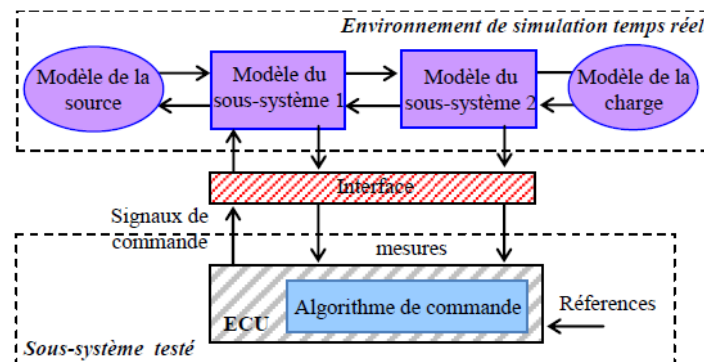 Environnement de simulation temps réel
Modèle de la
source
Modèle du
sous-système 1
Modèle du
sous-système 2
Modèle de la
charge
Interface
Signaux de
commande
mesures
Algorithme de commande
ECU
Réferences
Sous-système testé